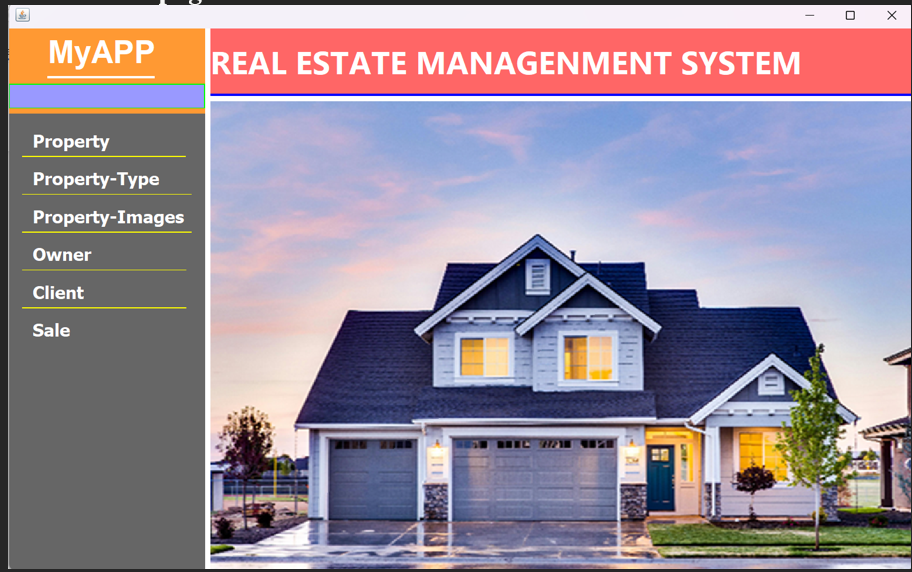 MyAPP
REAL ESTATE MANAGENMENT SYSTEM
Property
Property-Type
Property-Images
Owner
Client
Sale